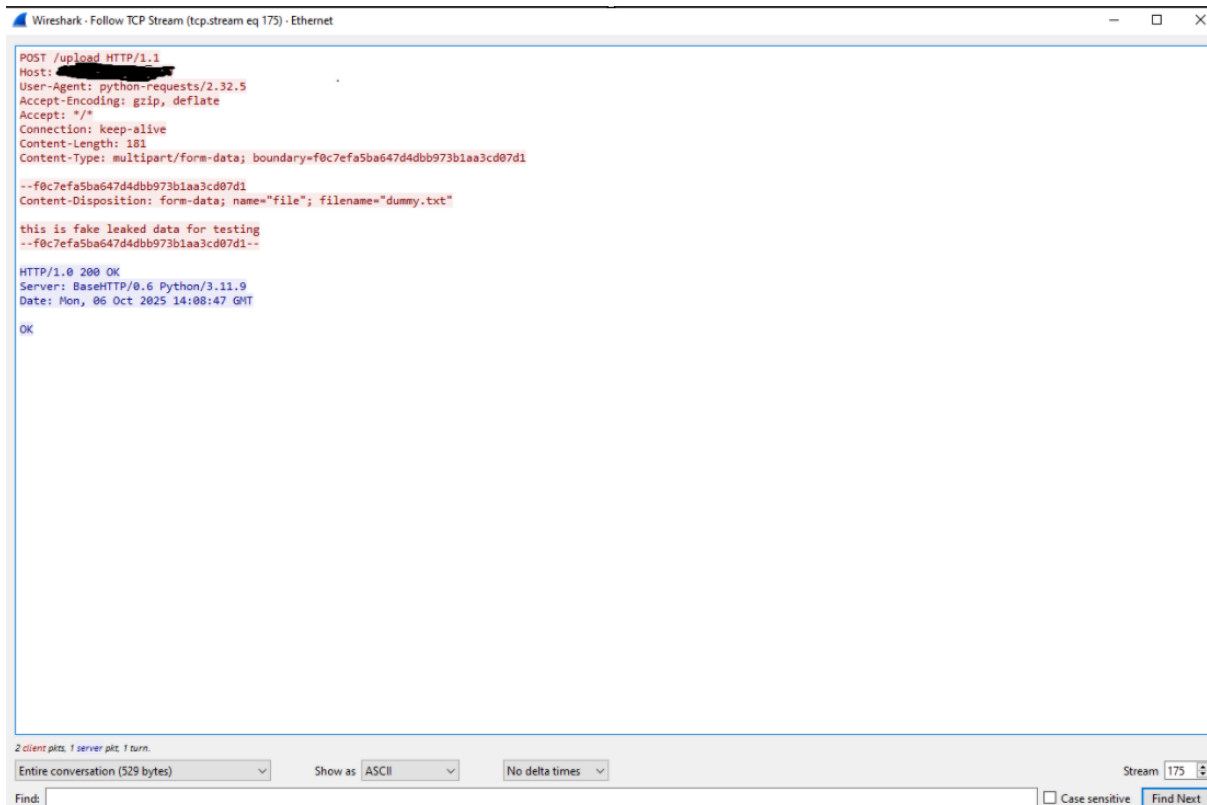 Wireshark · Follow TCP Stream (tcp.stream eq 175) · Ethernet
POST /upload HTTP/1.1
Host:
User-Agent: python-requests/2.32.5
Accept-Encoding: gzip, deflate
Accept: */*
Connection: keep-alive
Content-Length: 181
Content-Type: multipart/form-data; boundary=f0c7efa5ba647d4dbb973b1aa3cd07d1
--f0c7efa5ba647d4dbb973b1aa3cd07d1
Content-Disposition: form-data; name="file"; filename="dummy.txt"
this is fake leaked data for testing
--f0c7efa5ba647d4dbb973b1aa3cd07d1--
HTTP/1.0 200 OK
Server: BaseHTTP/0.6 Python/3.11.9
Date: Mon, 06 Oct 2025 14:08:47 GMT
OK
2 client pkts, 1 server pkt, 1 turn.
Entire conversation (529 bytes) Show as ASCII No delta times Stream 175
Find: Case sensitive Find Next